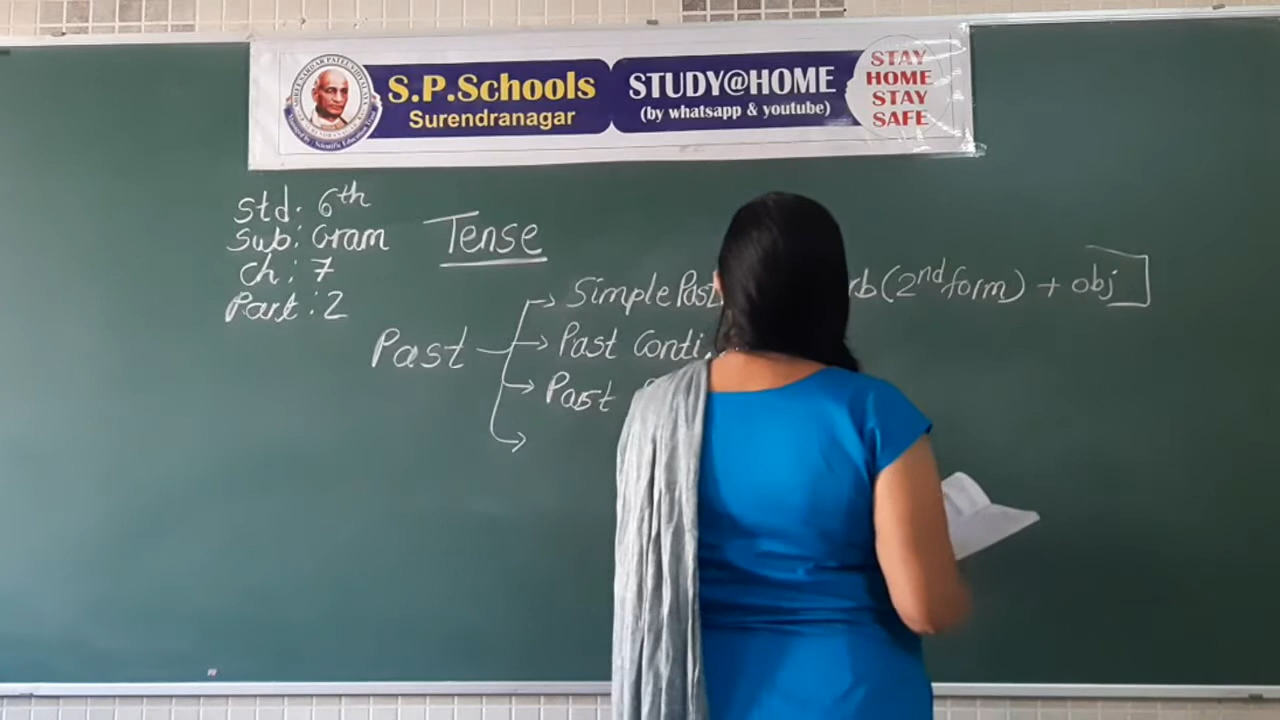 S.P.Schools
Surendranagar
STUDY@HOME
(by whatsapp & youtube)
STAY
HOME
STAY
SAFE
Std: 6th
Sub: Gram
Ch: 7
Part: 2
Tense
Past
Simple Past
(2nd form) + obj]
Past Conti.
Past